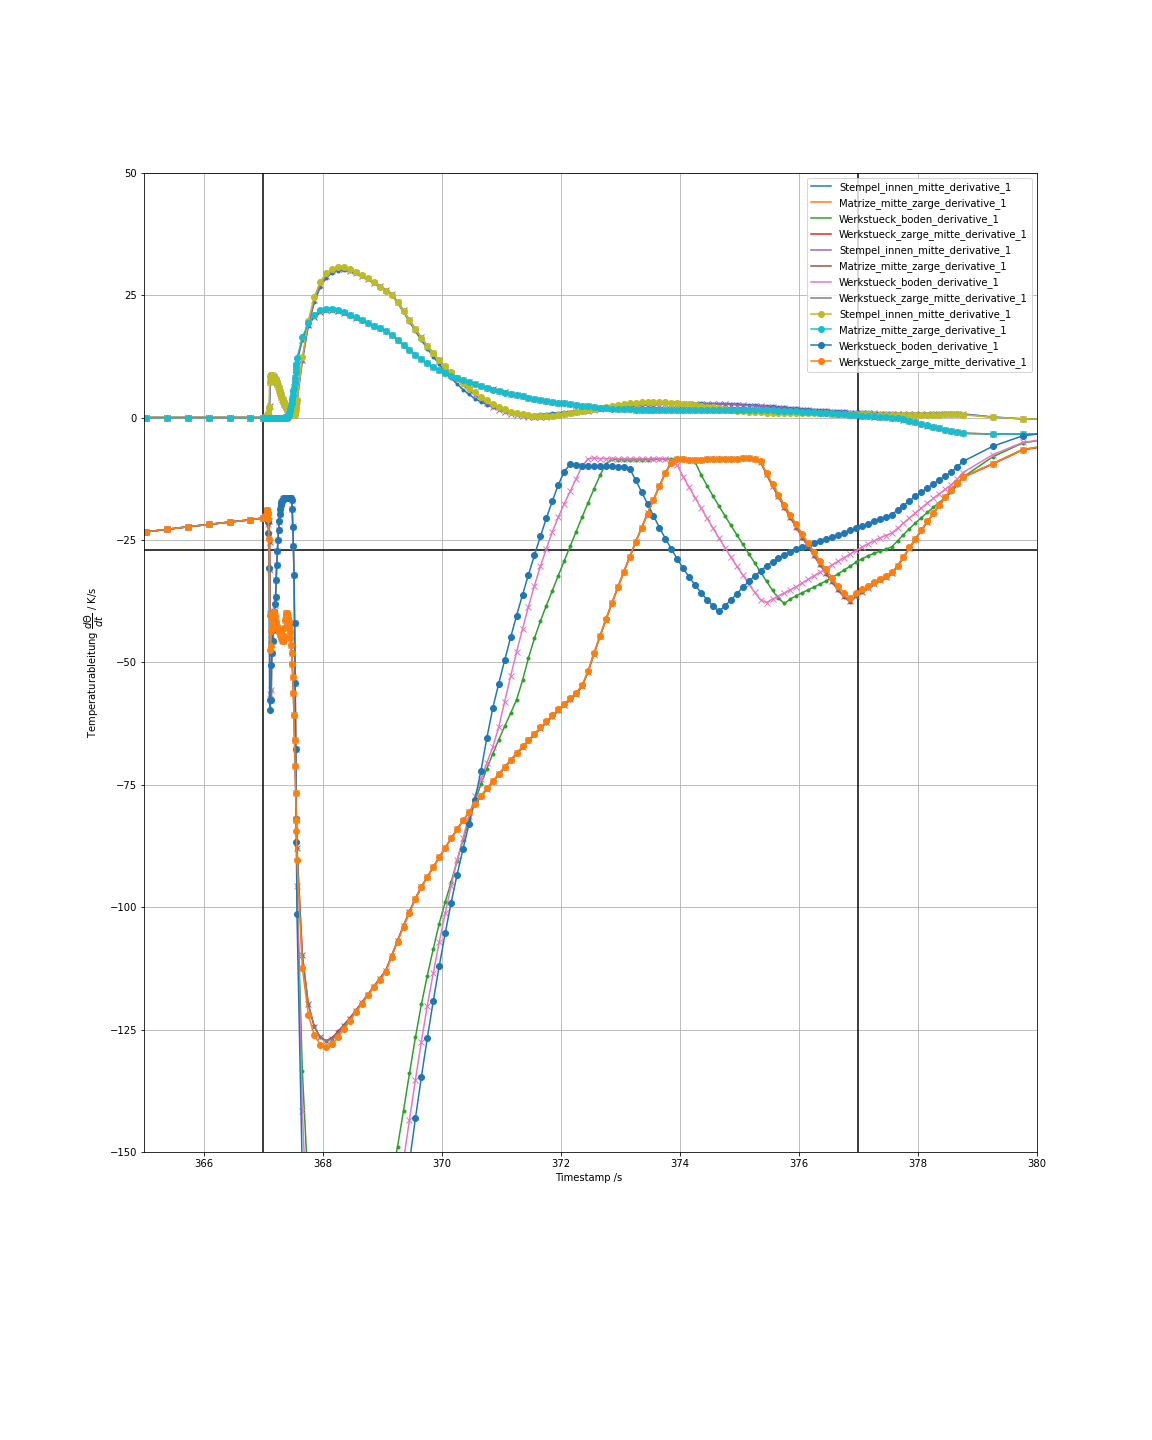 50
25
0
−25
−50
−75
−100
−125
−150
Temperaturableitung dΘ/dt / K/s
366
368
370
372
374
376
378
380
Timestamp /s
Stempel_innen_mitte_derivative_1
Matrize_mitte_zarge_derivative_1
Werkstueck_boden_derivative_1
Werkstueck_zarge_mitte_derivative_1
Stempel_innen_mitte_derivative_1
Matrize_mitte_zarge_derivative_1
Werkstueck_boden_derivative_1
Werkstueck_zarge_mitte_derivative_1
Stempel_innen_mitte_derivative_1
Matrize_mitte_zarge_derivative_1
Werkstueck_boden_derivative_1
Werkstueck_zarge_mitte_derivative_1